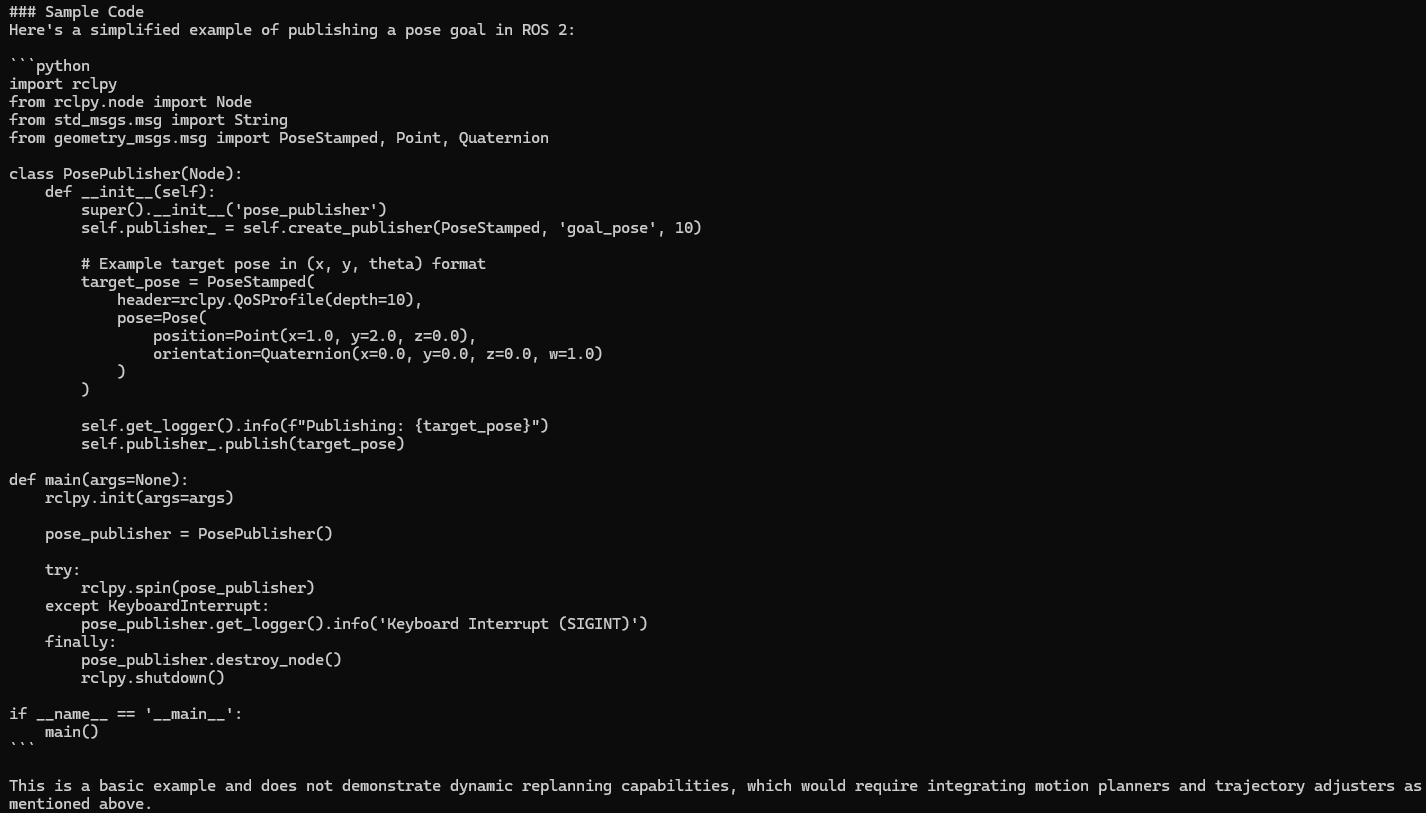 ### Sample Code
Here's a simplified example of publishing a pose goal in ROS 2:

```python
import rclpy
from rclpy.node import Node
from std_msgs.msg import String
from geometry_msgs.msg import PoseStamped, Point, Quaternion

class PosePublisher(Node):
    def __init__(self):
        super().__init__('pose_publisher')
        self.publisher_ = self.create_publisher(PoseStamped, 'goal_pose', 10)

        # Example target pose in (x, y, theta) format
        target_pose = PoseStamped(
            header=rclpy.QoSProfile(depth=10),
            pose=Pose(
                position=Point(x=1.0, y=2.0, z=0.0),
                orientation=Quaternion(x=0.0, y=0.0, z=0.0, w=1.0)
            )
        )

        self.get_logger().info(f"Publishing: {target_pose}")
        self.publisher_.publish(target_pose)

def main(args=None):
    rclpy.init(args=args)

    pose_publisher = PosePublisher()

    try:
        rclpy.spin(pose_publisher)
    except KeyboardInterrupt:
        pose_publisher.get_logger().info('Keyboard Interrupt (SIGINT)')
    finally:
        pose_publisher.destroy_node()
        rclpy.shutdown()

if __name__ == '__main__':
    main()
```

This is a basic example and does not demonstrate dynamic replanning capabilities, which would require integrating motion planners and trajectory adjusters as
mentioned above.